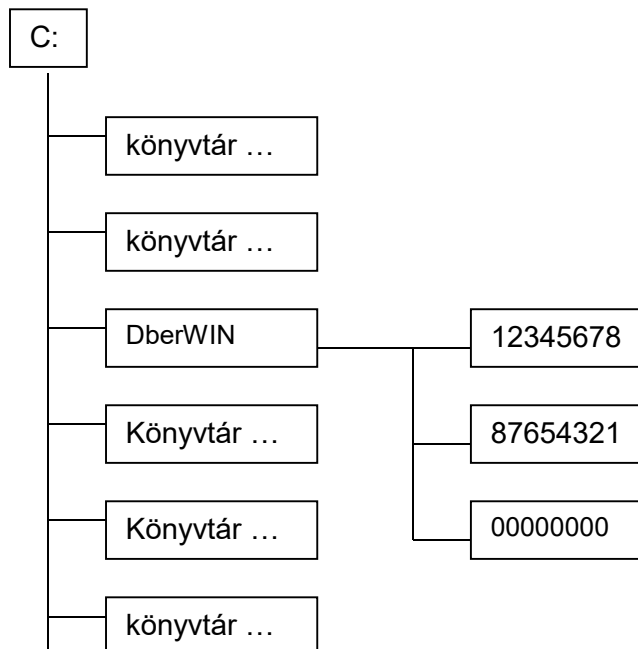 C:
könyvtár …
könyvtár …
DberWIN
12345678
Könyvtár …
87654321
Könyvtár …
00000000
könyvtár …